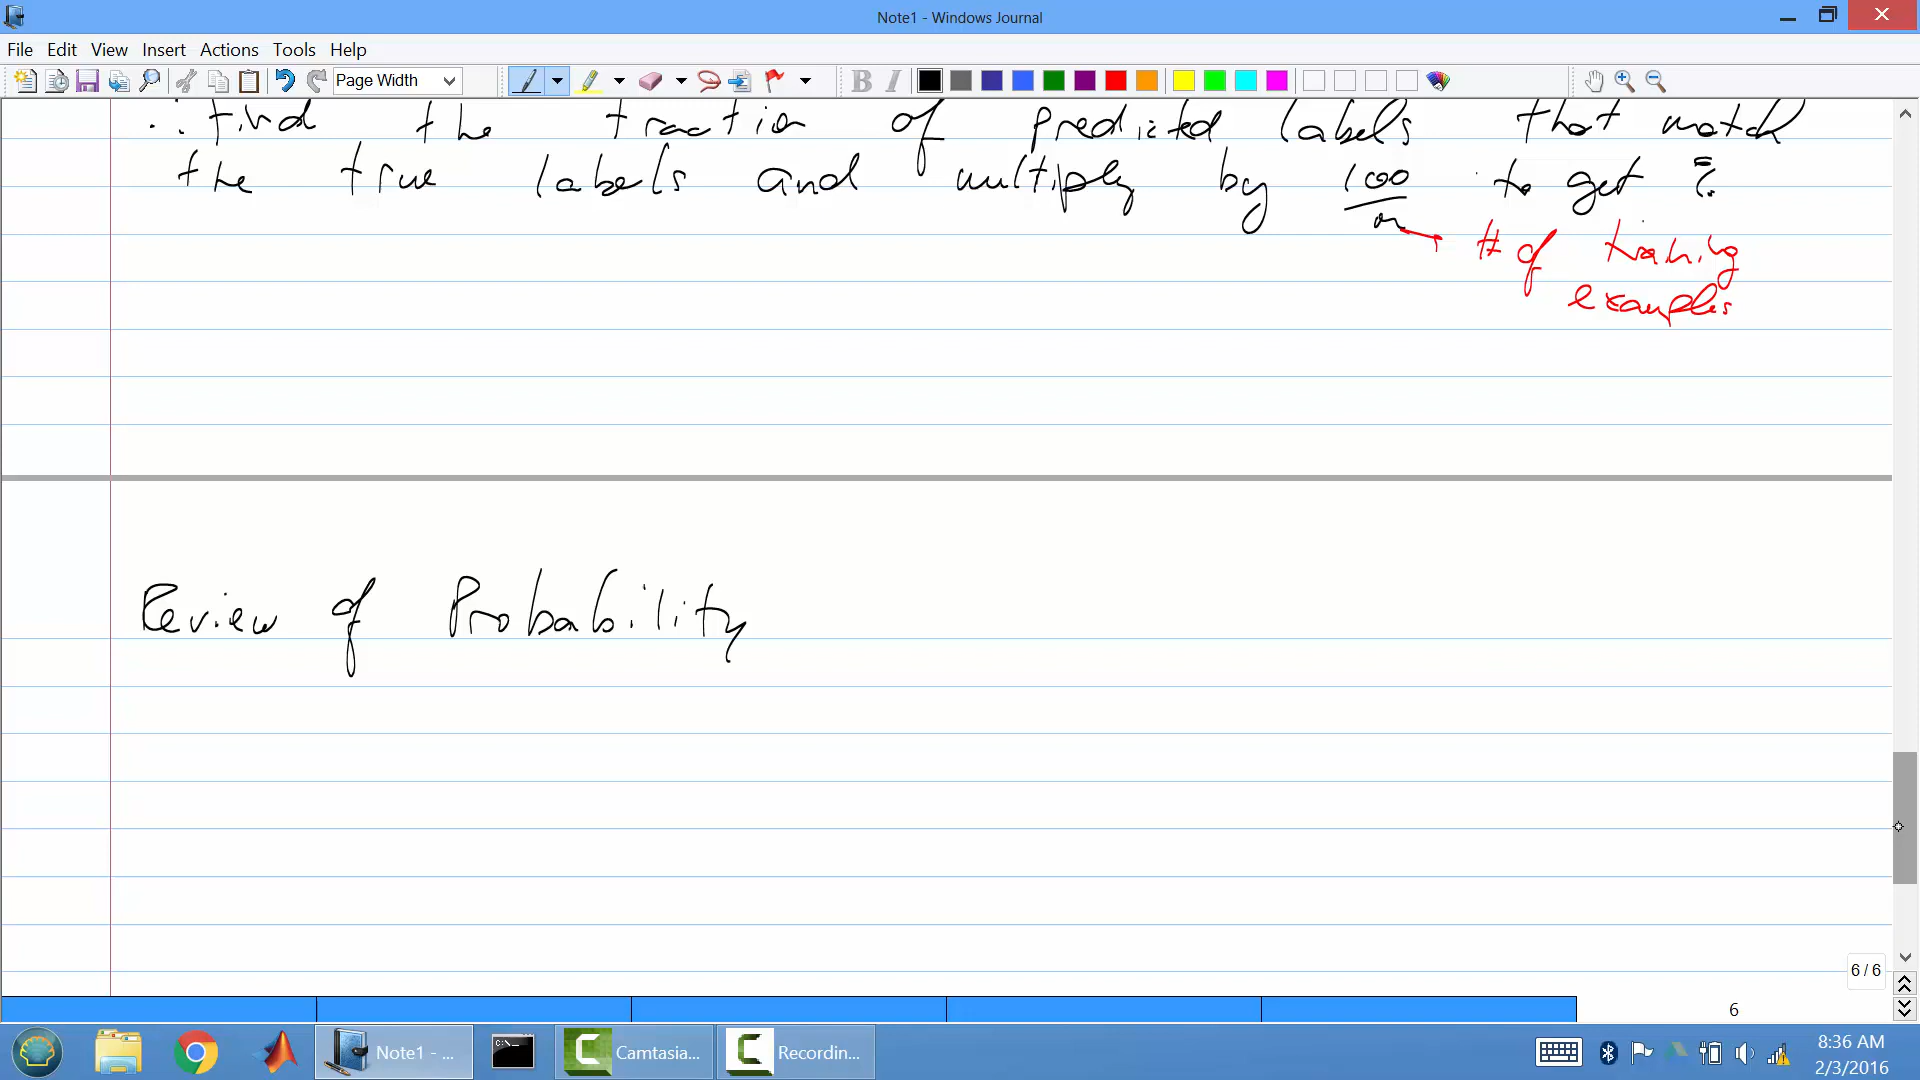 Note1 - Windows Journal
File Edit View Insert Actions Tools Help
Page Width
B I
∴ find the fraction of predicted labels that match
the true labels and multiply by 100/m to get
# of training
examples
Review of Probability
6 / 6
6
Note1 - ...
C:\_
Camtasia...
Recordin...
8:36 AM
2/3/2016